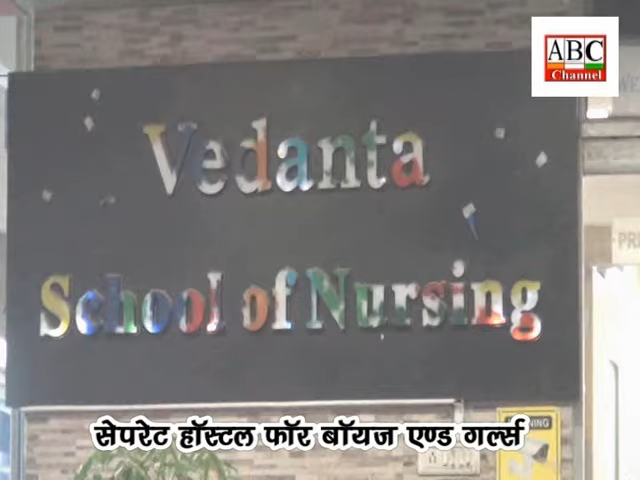 ABC
Channel
Vedanta
School of Nursing
सेपरेट हॉस्टल फॉर बॉयज एण्ड गर्ल्स